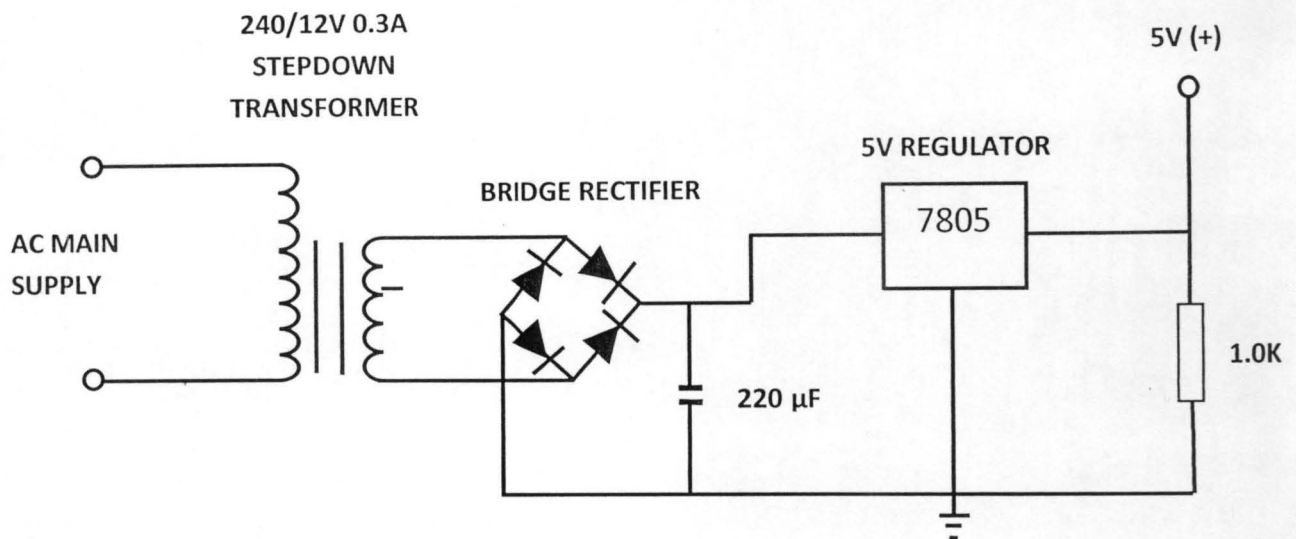 240/12V 0.3A
STEPDOWN
TRANSFORMER
5V (+)
5V REGULATOR
BRIDGE RECTIFIER
7805
AC MAIN
SUPPLY
1.0K
220 µF